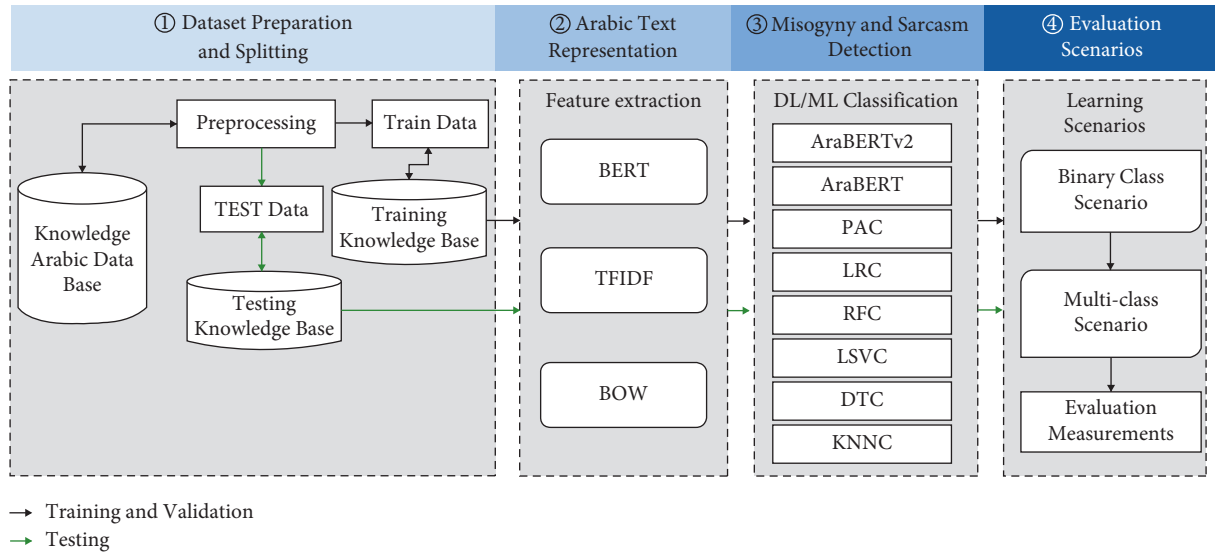 ① Dataset Preparation
and Splitting
② Arabic Text
Representation
③ Misogyny and Sarcasm
Detection
④ Evaluation
Scenarios
Preprocessing
Train Data
TEST Data
Knowledge
Arabic Data
Base
Training
Knowledge Base
Testing
Knowledge Base
Feature extraction
BERT
TFIDF
BOW
DL/ML Classification
AraBERTv2
AraBERT
PAC
LRC
RFC
LSVC
DTC
KNNC
Learning
Scenarios
Binary Class
Scenario
Multi-class
Scenario
Evaluation
Measurements
Training and Validation
Testing